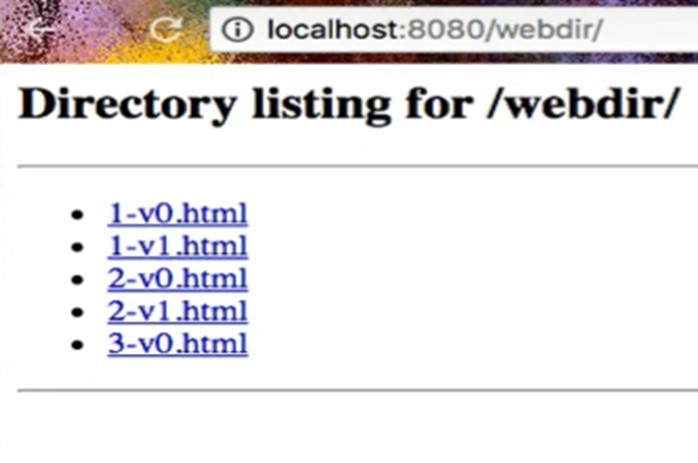 localhost:8080/webdir/
Directory listing for /webdir/
1-v0.html
1-v1.html
2-v0.html
2-v1.html
3-v0.html